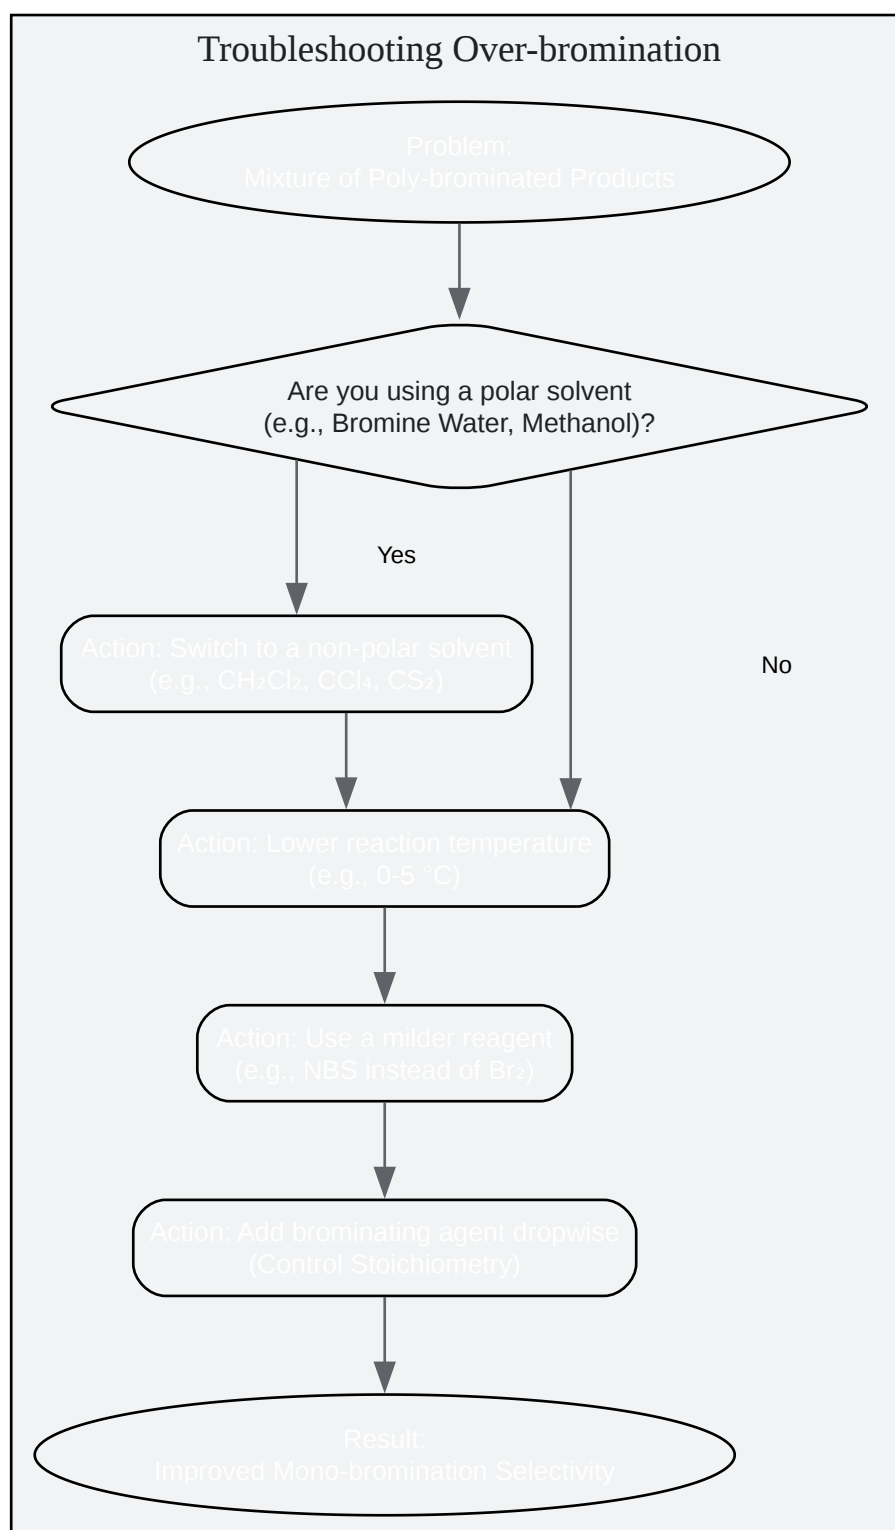 Troubleshooting Over-bromination
Problem:
Mixture of Poly-brominated Products
Are you using a polar solvent
(e.g., Bromine Water, Methanol)?
Yes
Action: Switch to a non-polar solvent
(e.g., CH₂Cl₂, CCl₄, CS₂)
No
Action: Lower reaction temperature
(e.g., 0-5 °C)
Action: Use a milder reagent
(e.g., NBS instead of Br₂)
Action: Add brominating agent dropwise
(Control Stoichiometry)
Result:
Improved Mono-bromination Selectivity